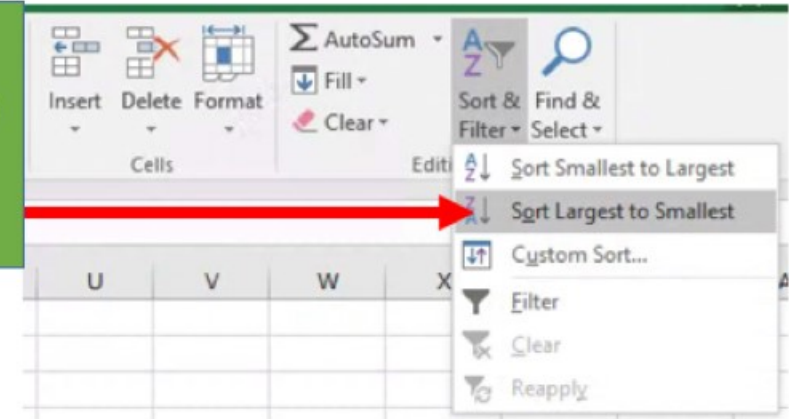 Insert Delete Format
Cells
AutoSum
Fill
Clear
Sort & Filter
Find & Select
Editi
Sort Smallest to Largest
Sort Largest to Smallest
Custom Sort...
Filter
Clear
Reapply
U V W X